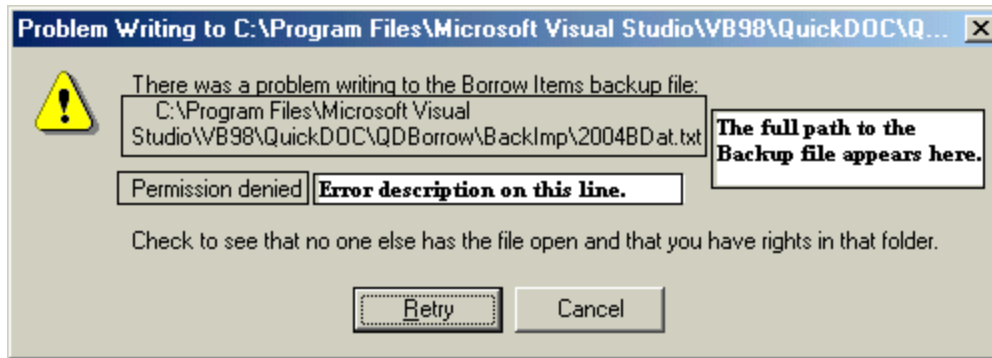 Problem Writing to C:\Program Files\Microsoft Visual Studio\VB98\QuickDOC\Q...
There was a problem writing to the Borrow Items backup file:
C:\Program Files\Microsoft Visual
Studio\VB98\QuickDOC\QDBorrow\BackImp\2004BDat.txt
The full path to the
Backup file appears here.
Permission denied
Error description on this line.
Check to see that no one else has the file open and that you have rights in that folder.
Retry
Cancel